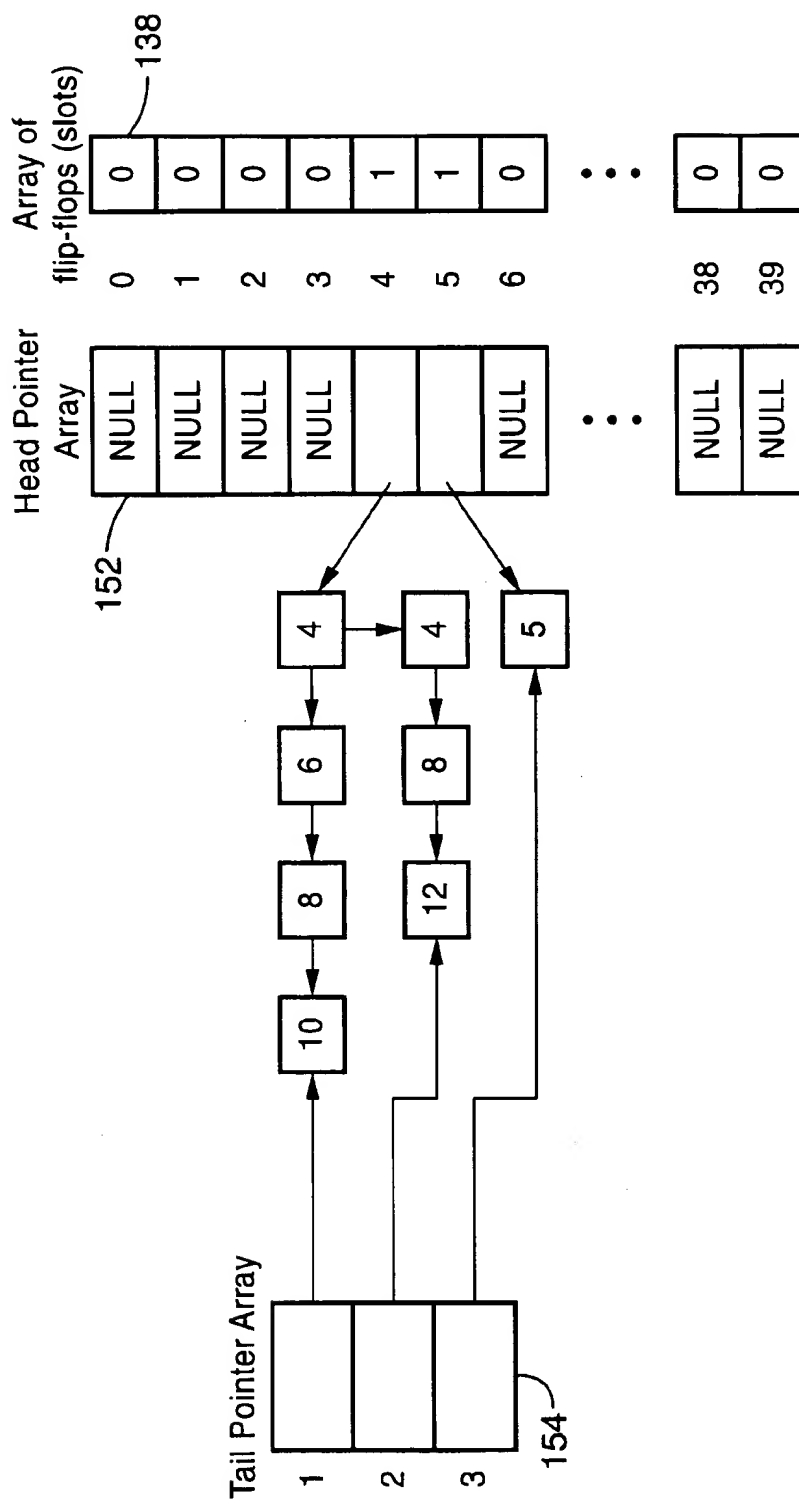 Tail Pointer Array
1
2
3
154
10
8
6
4
12
8
4
5
Head Pointer
Array
152
NULL
NULL
NULL
NULL
NULL
NULL
NULL
0
1
2
3
4
5
6
38
39
Array of
flip-flops (slots)
138
0
0
0
0
1
1
0
0
0